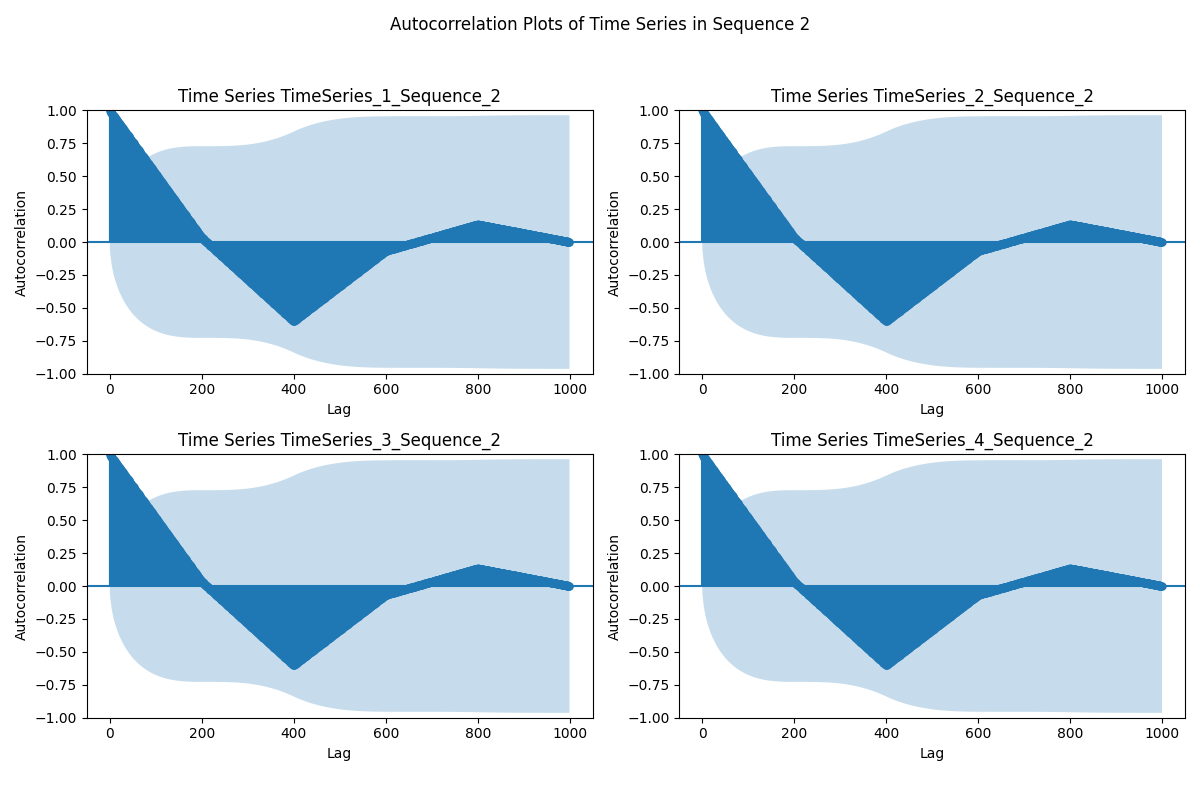 Autocorrelation Plots of Time Series in Sequence 2
Time Series TimeSeries_1_Sequence_2
1.00
0.75
0.50
0.25
0.00
−0.25
−0.50
−0.75
−1.00
Autocorrelation
0 200 400 600 800 1000
Lag
Time Series TimeSeries_2_Sequence_2
1.00
0.75
0.50
0.25
0.00
−0.25
−0.50
−0.75
−1.00
Autocorrelation
0 200 400 600 800 1000
Lag
Time Series TimeSeries_3_Sequence_2
1.00
0.75
0.50
0.25
0.00
−0.25
−0.50
−0.75
−1.00
Autocorrelation
0 200 400 600 800 1000
Lag
Time Series TimeSeries_4_Sequence_2
1.00
0.75
0.50
0.25
0.00
−0.25
−0.50
−0.75
−1.00
Autocorrelation
0 200 400 600 800 1000
Lag